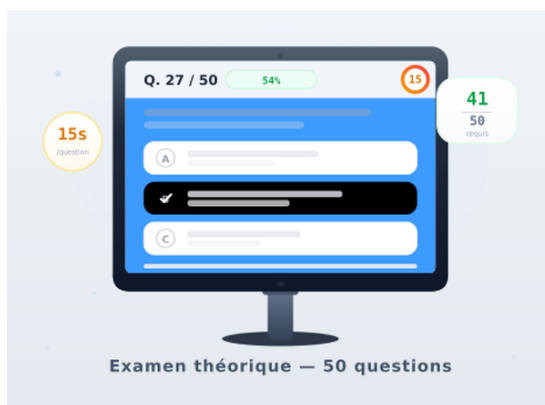 Q. 27 / 50
54%
15
41
50
requis
15s
/question
A
C
Examen théorique — 50 questions